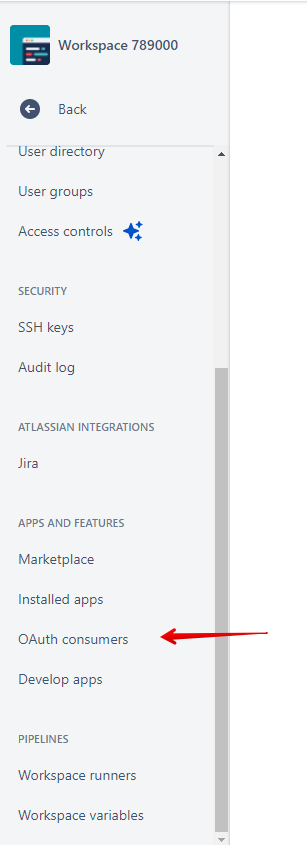 Workspace 789000
Back
User directory
User groups
Access controls
SECURITY
SSH keys
Audit log
ATLASSIAN INTEGRATIONS
Jira
APPS AND FEATURES
Marketplace
Installed apps
OAuth consumers
Develop apps
PIPELINES
Workspace runners
Workspace variables